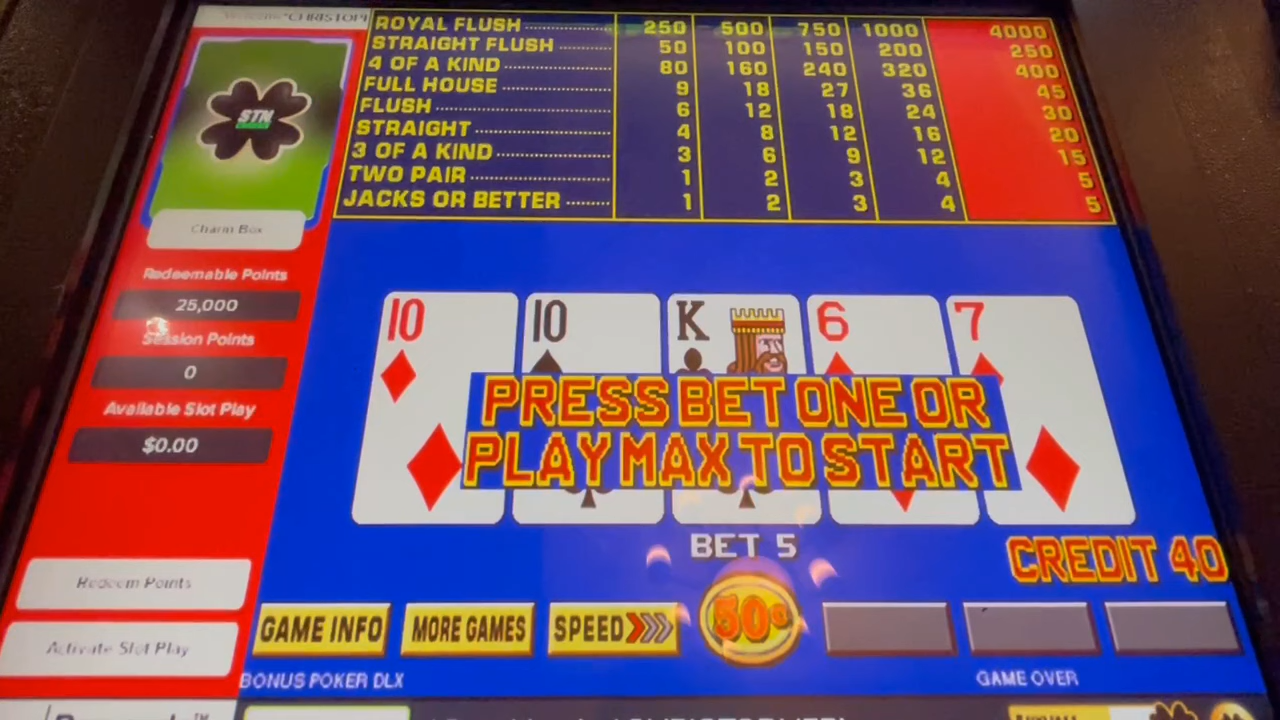 Welcome *CHRISTOPH
ROYAL FLUSH 250 500 750 1000 4000
STRAIGHT FLUSH 50 100 150 200 250
4 OF A KIND 80 160 240 320 400
FULL HOUSE 9 18 27 36 45
FLUSH 6 12 18 24 30
STRAIGHT 4 8 12 16 20
3 OF A KIND 3 6 9 12 15
TWO PAIR 1 2 3 4 5
JACKS OR BETTER 1 2 3 4 5
STN
Charm Box
Redeemable Points
25,000
Session Points
0
Available Slot Play
$0.00
Redeem Points
Activate Slot Play
10 10 K 6 7
PRESS BET ONE OR
PLAY MAX TO START
BET 5
CREDIT 40
GAME INFO MORE GAMES SPEED 50¢
BONUS POKER DLX GAME OVER